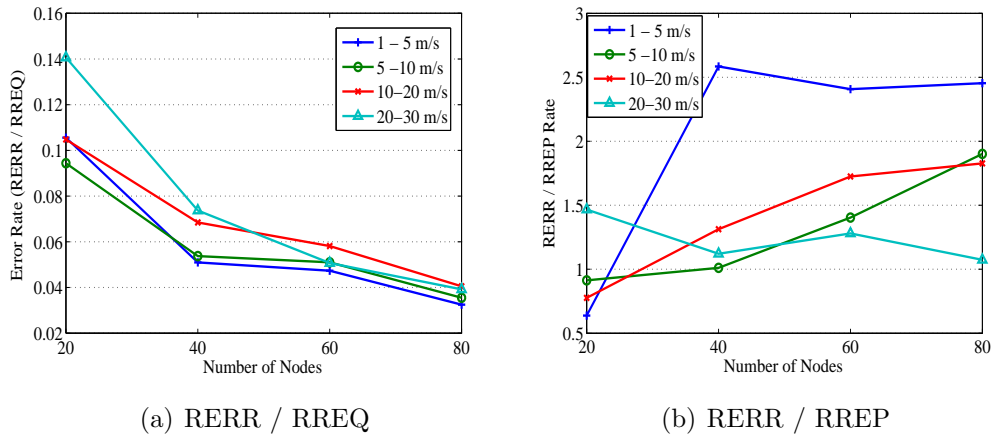 0.16
0.14
0.12
0.1
0.08
0.06
0.04
0.02
20
40
60
80
Error Rate (RERR / RREQ)
Number of Nodes
1 – 5 m/s
5 –10 m/s
10–20 m/s
20–30 m/s
(a) RERR / RREQ
3
2.5
2
1.5
1
0.5
20
40
60
80
RERR / RREP Rate
Number of Nodes
1 – 5 m/s
5 –10 m/s
10–20 m/s
20–30 m/s
(b) RERR / RREP